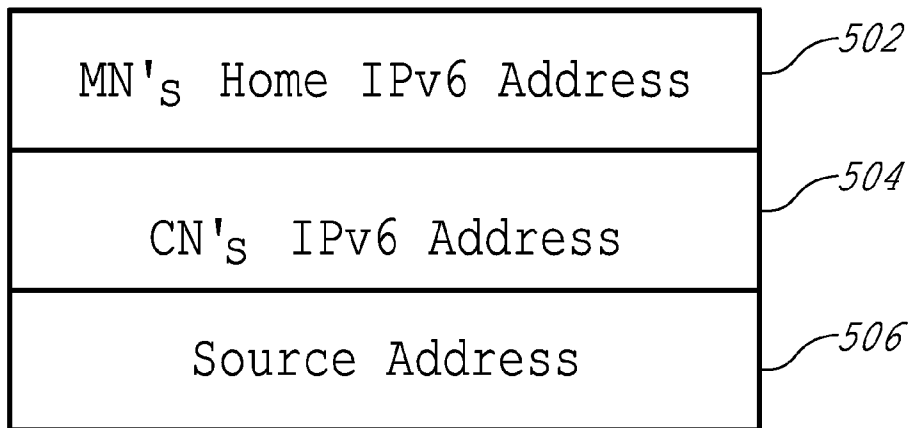 502
MN's Home IPv6 Address
504
CN's IPv6 Address
506
Source Address